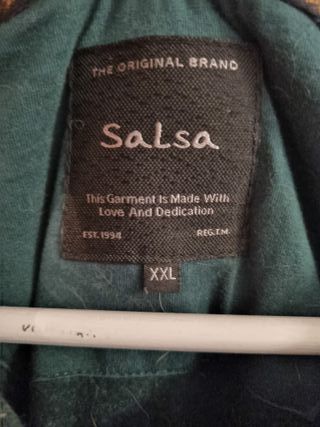 THE ORIGINAL BRAND
Salsa
This Garment Is Made With
Love And Dedication
EST.1994 REG.T.M
XXL